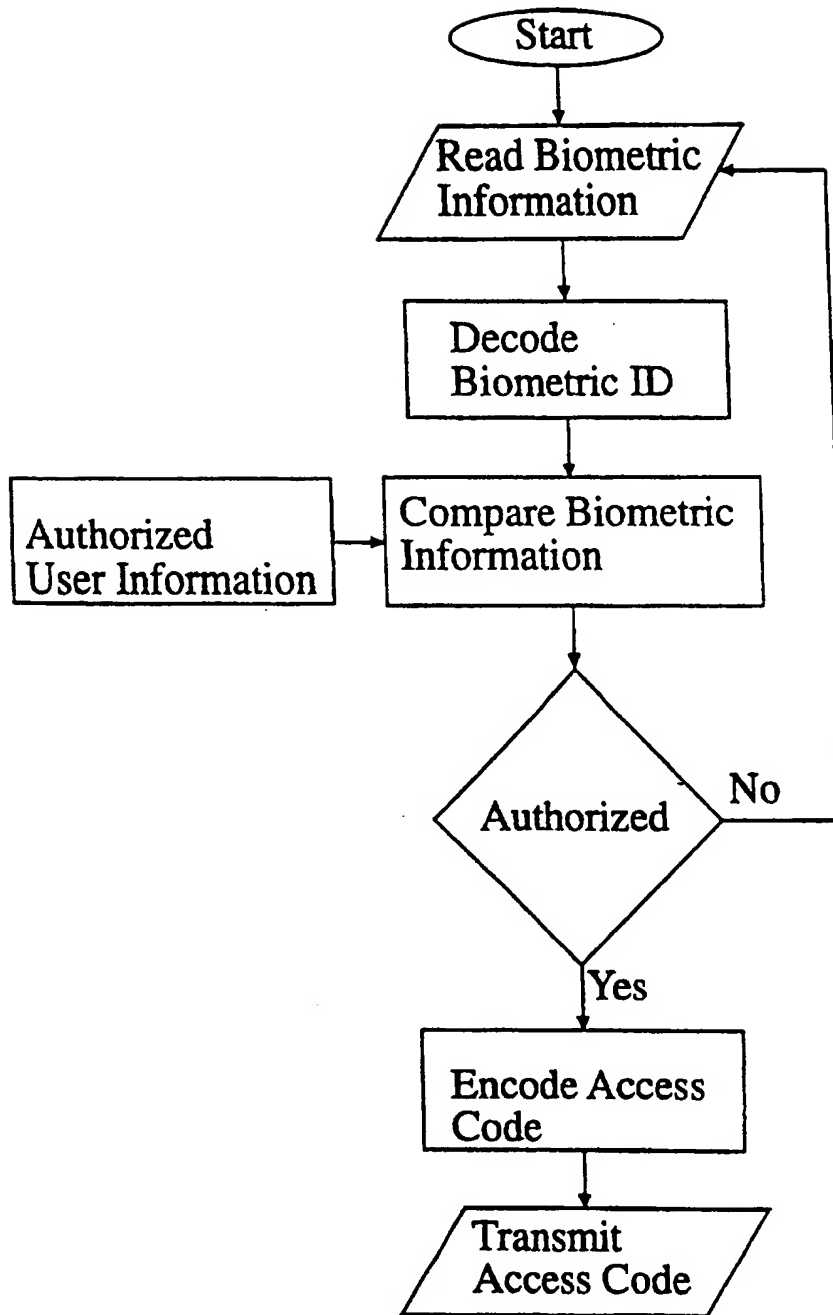 Start
Read Biometric
Information
Decode
Biometric ID
Authorized
User Information
Compare Biometric
Information
Authorized
No
Yes
Encode Access
Code
Transmit
Access Code